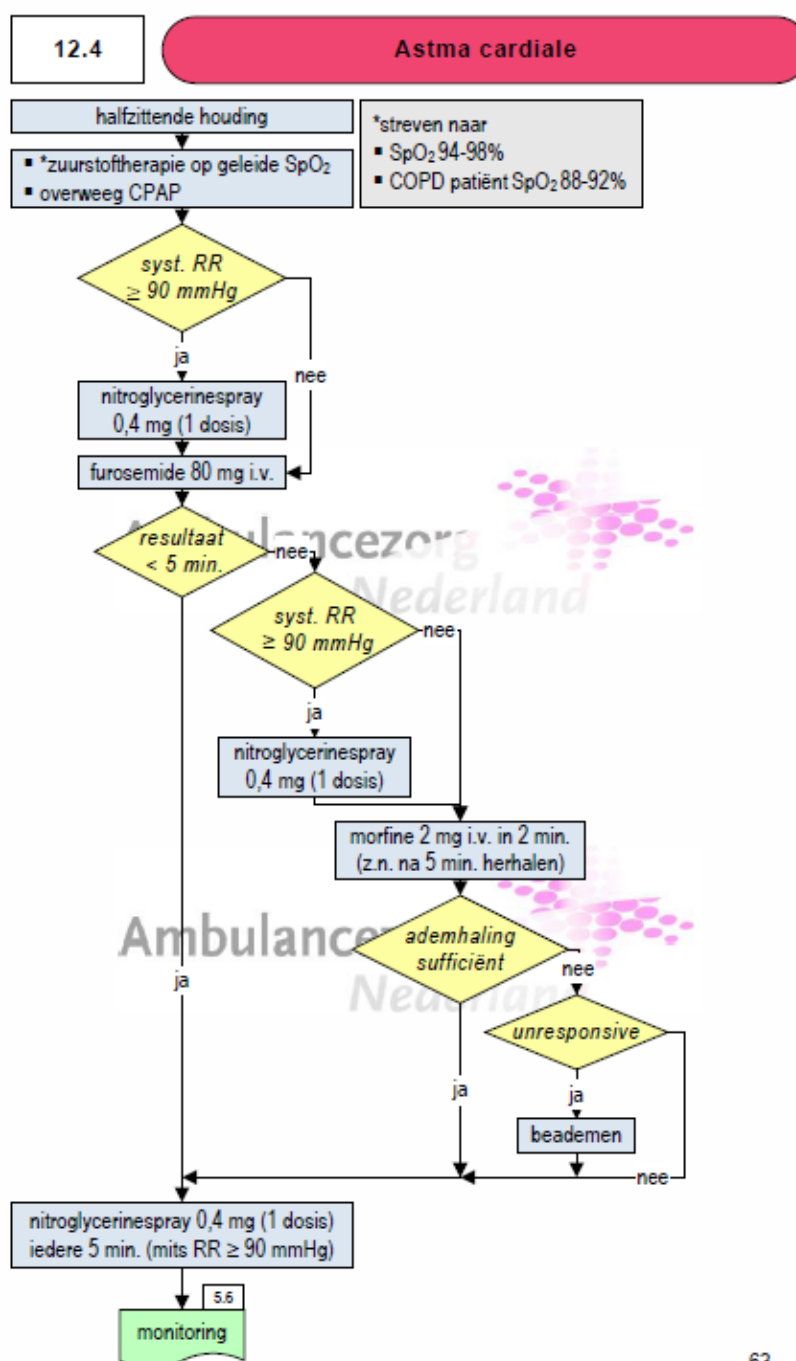 12.4
Astma cardiale
halfzittende houding
*streven naar
▪ SpO₂ 94-98%
▪ COPD patiënt SpO₂ 88-92%
▪ *zuurstoftherapie op geleide SpO₂
▪ overweeg CPAP
syst. RR
≥ 90 mmHg
ja
nee
nitroglycerinespray
0,4 mg (1 dosis)
furosemide 80 mg i.v.
resultaat
< 5 min.
nee
syst. RR
≥ 90 mmHg
nee
ja
nitroglycerinespray
0,4 mg (1 dosis)
morfine 2 mg i.v. in 2 min.
(z.n. na 5 min. herhalen)
ademhaling
sufficiënt
nee
ja
unresponsive
ja
ja
beademen
nee
nitroglycerinespray 0,4 mg (1 dosis)
iedere 5 min. (mits RR ≥ 90 mmHg)
5.6
monitoring
Nederland
Nederland